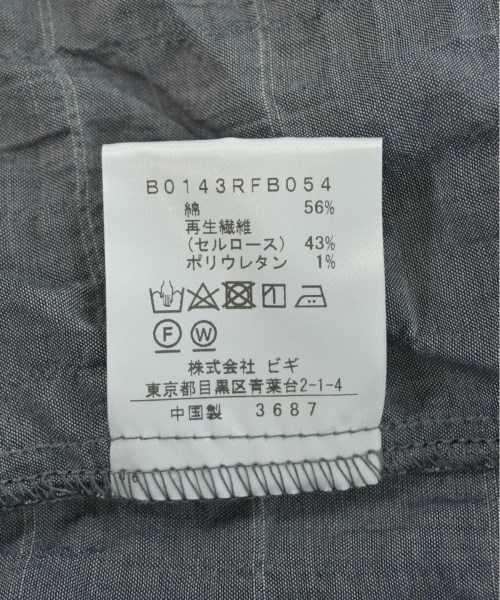 B0143RFB054
綿 56%
再生繊維
(セルロース) 43%
ポリウレタン 1%
F W
株式会社 ビギ
東京都目黒区青葉台2-1-4
中国製 3687